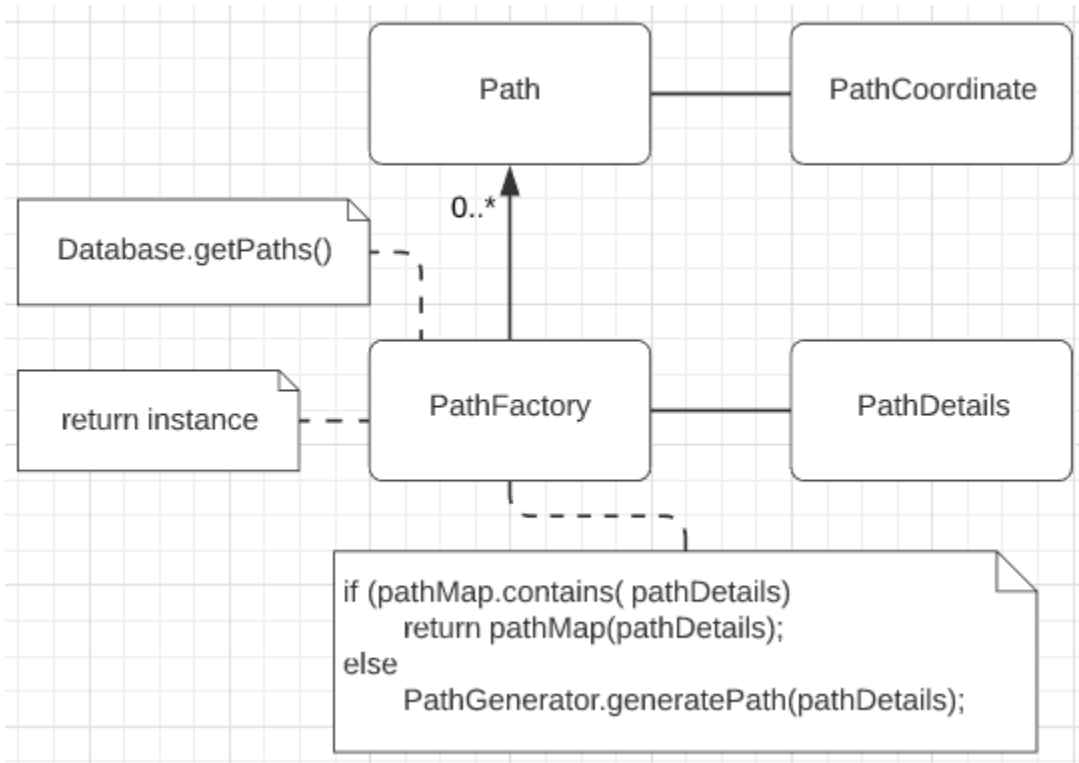 Path
PathCoordinate
0..*
Database.getPaths()
return instance
PathFactory
PathDetails
if (pathMap.contains( pathDetails)
return pathMap(pathDetails);
else
PathGenerator.generatePath(pathDetails);